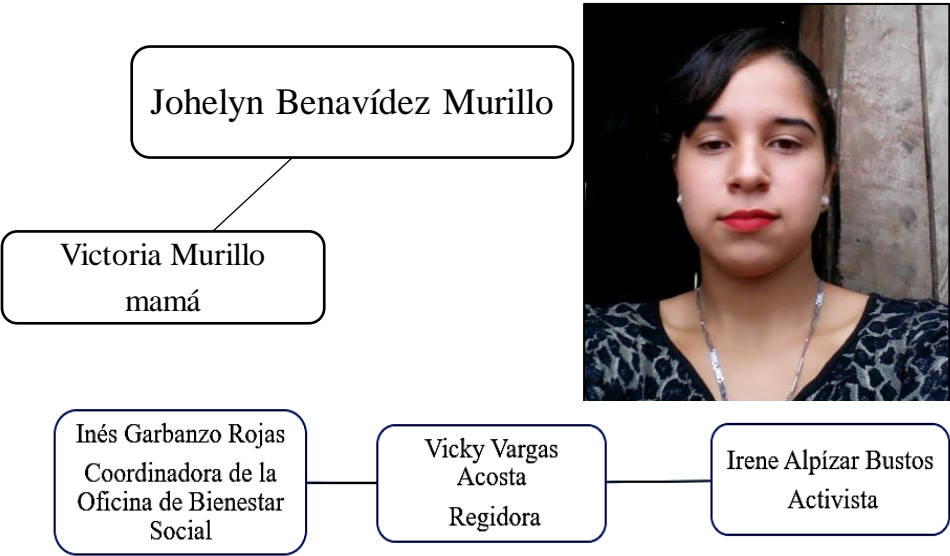 Johelyn Benavídez Murillo
Victoria Murillo
mamá
Inés Garbanzo Rojas
Coordinadora de la
Oficina de Bienestar
Social
Vicky Vargas
Acosta
Regidora
Irene Alpízar Bustos
Activista